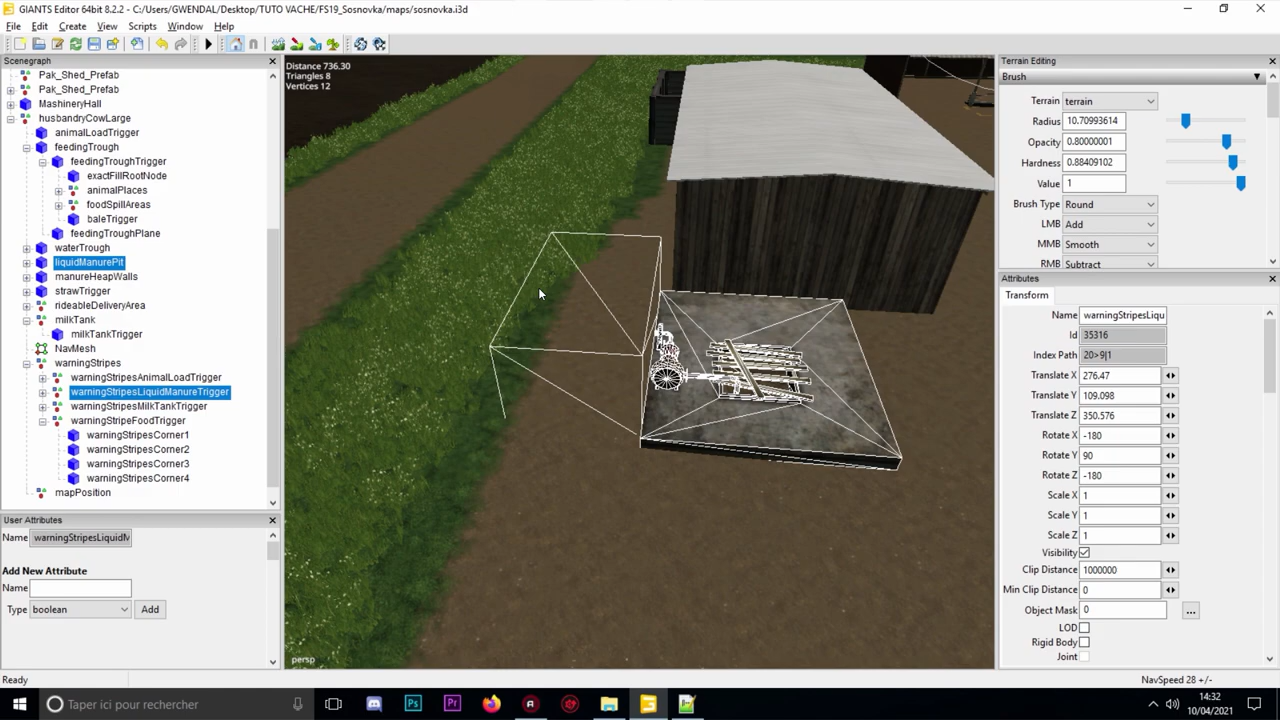 GIANTS Editor 64bit 8.2.2 - C:/Users/GWENDAL/Desktop/TUTO VACHE/FS19_Sosnovka/maps/sosnovka.i3d
File Edit Create View Scripts Window Help
Scenegraph
Pak_Shed_Prefab
Pak_Shed_Prefab
MachineryHall
husbandryCowLarge
animalLoadTrigger
feedingTrough
feedingTroughTrigger
exactFillRootNode
animalPlaces
foodSpillAreas
baleTrigger
feedingTroughPlane
waterTrough
liquidManurePit
manureHeapWalls
strawTrigger
rideableDeliveryArea
milkTank
milkTankTrigger
NavMesh
warningStripes
warningStripesAnimalLoadTrigger
warningStripesLiquidManureTrigger
warningStripesMilkTankTrigger
warningStripeFoodTrigger
warningStripesCorner1
warningStripesCorner2
warningStripesCorner3
warningStripesCorner4
mapPosition
User Attributes
Name warningStripesLiquidM
Add New Attribute
Name
Type boolean Add
Ready
Distance 736.30
Triangles 8
Vertices 12
persp
Terrain Editing
Brush
Terrain terrain
Radius 10.70993614
Opacity 0.80000001
Hardness 0.88409102
Value 1
Brush Type Round
LMB Add
MMB Smooth
RMB Subtract
Attributes
Transform
Name warningStripesLiqu
Id 35316
Index Path 20>9|1
Translate X 276.47
Translate Y 109.098
Translate Z 350.576
Rotate X -180
Rotate Y 90
Rotate Z -180
Scale X 1
Scale Y 1
Scale Z 1
Visibility
Clip Distance 1000000
Min Clip Distance 0
Object Mask 0 ...
LOD
Rigid Body
Joint
NavSpeed 28 +/-
Taper ici pour rechercher
Ps Pr
14:32
10/04/2021